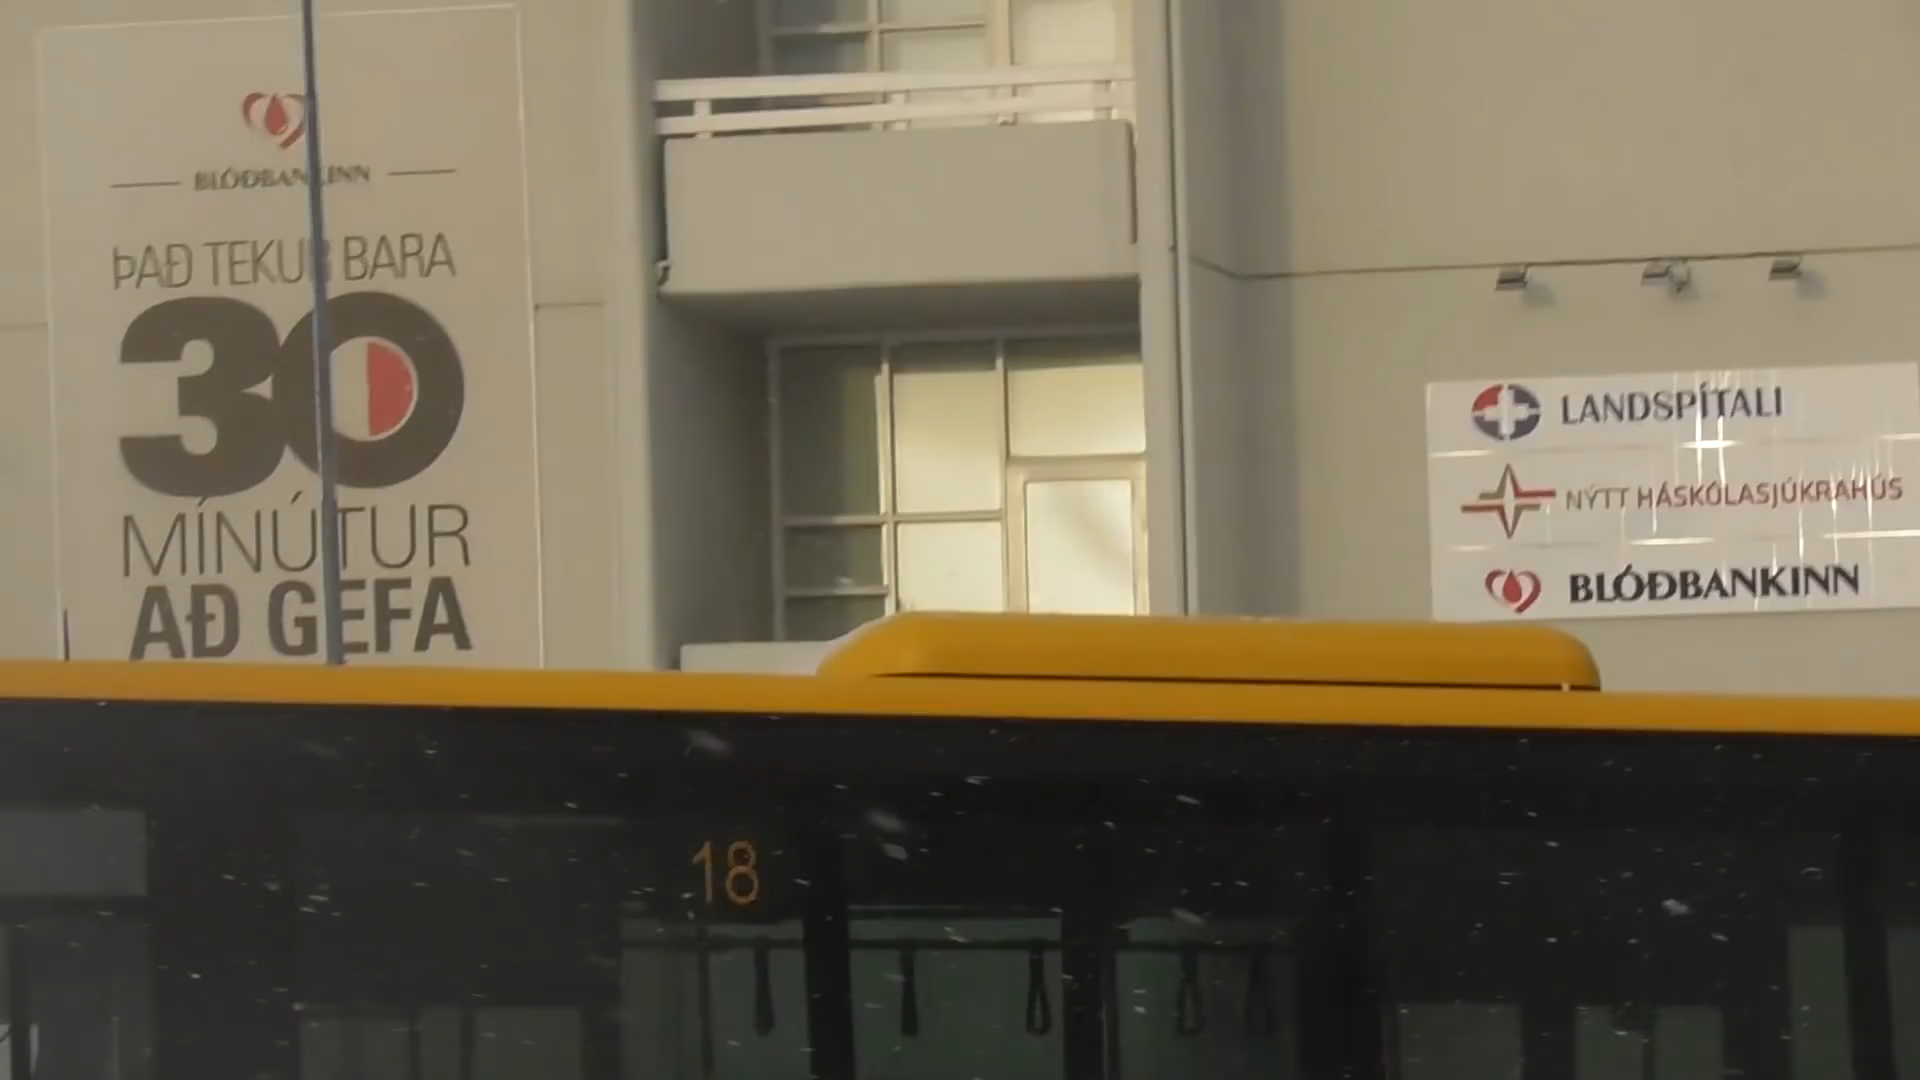 BLÓÐBANKINN
ÞAÐ TEKUR BARA
30
MÍNÚTUR
AÐ GEFA
LANDSPÍTALI
NÝTT HÁSKÓLASJÚKRAHÚS
BLÓÐBANKINN
18